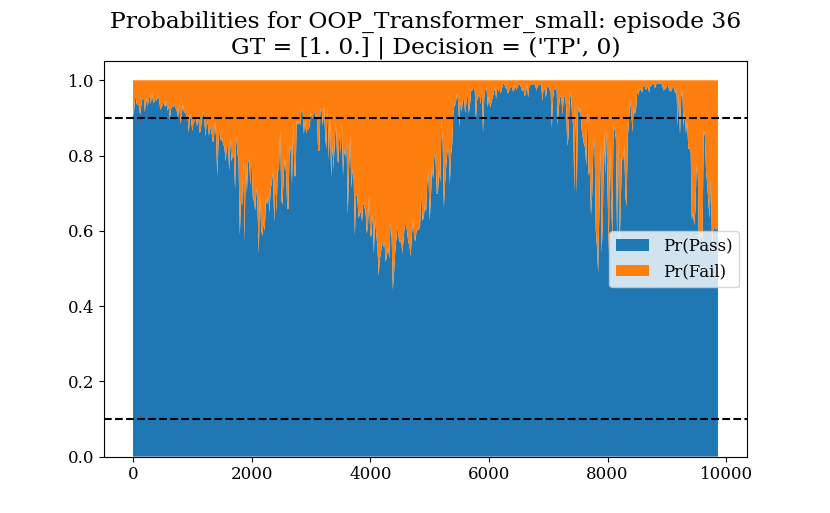 Probabilities for OOP_Transformer_small: episode 36
GT = [1. 0.] | Decision = ('TP', 0)
1.0
0.8
0.6
0.4
0.2
0.0
Pr(Pass)
Pr(Fail)
0 2000 4000 6000 8000 10000